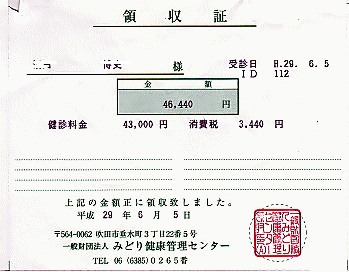 領収証
様 受診日 H.29. 6. 5
ID 112
金 額
46,440 円
健診料金 43,000 円 消費税 3,440 円
上記の金額正に領収致しました。
平成 29 年 6 月 5 日
〒564-0062 吹田市垂水町3丁目22番5号
一般財団法人 みどり健康管理センター
TEL 06 (6385) 0265番